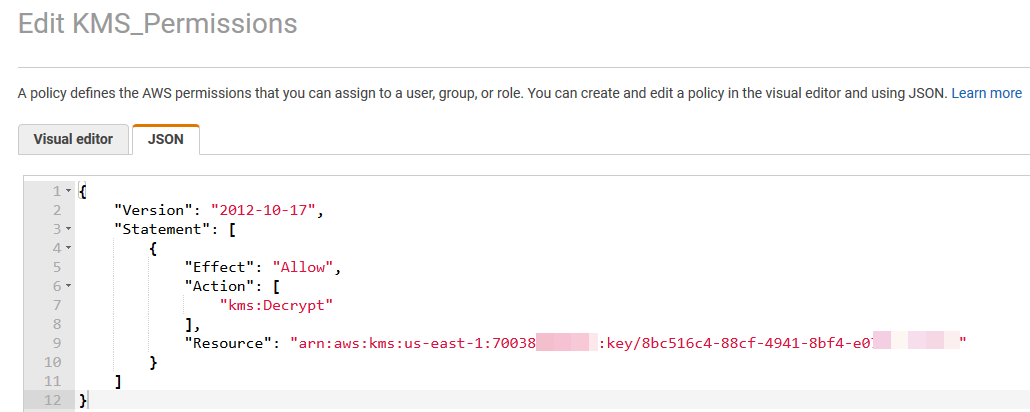 Edit KMS_Permissions
A policy defines the AWS permissions that you can assign to a user, group, or role. You can create and edit a policy in the visual editor and using JSON. Learn more
Visual editor JSON
1 {
2 "Version": "2012-10-17",
3 "Statement": [
4 {
5 "Effect": "Allow",
6 "Action": [
7 "kms:Decrypt"
8 ],
9 "Resource": "arn:aws:kms:us-east-1:70038 :key/8bc516c4-88cf-4941-8bf4-e0 "
10 }
11 ]
12 }